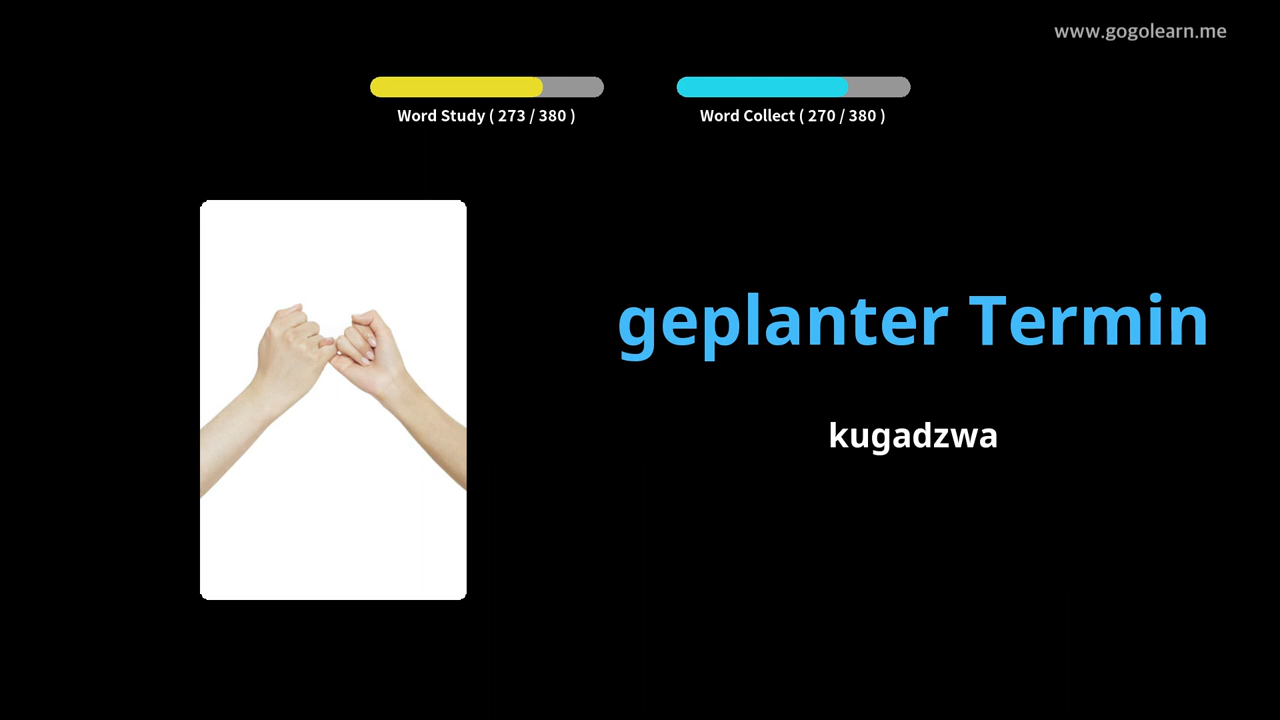 www.gogolearn.me
Word Study ( 273 / 380 )
Word Collect ( 270 / 380 )
geplanter Termin
kugadzwa